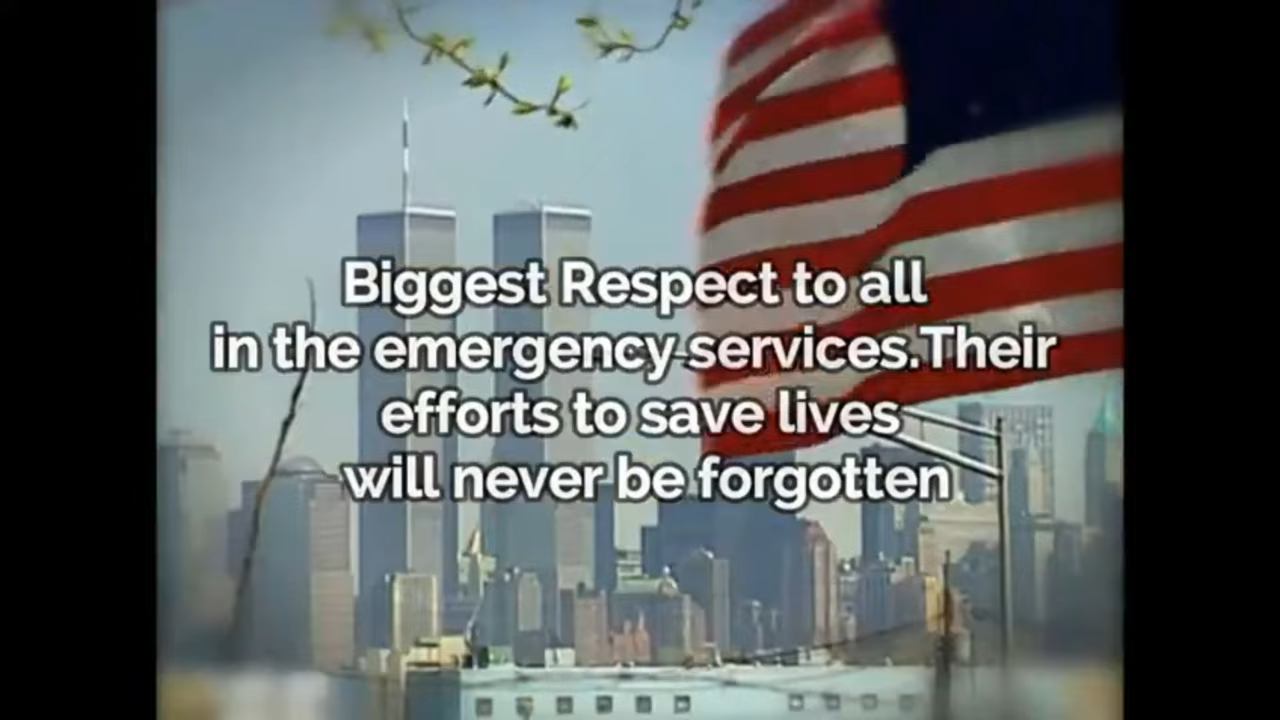 Biggest Respect to all
in the emergency services.Their
efforts to save lives
will never be forgotten